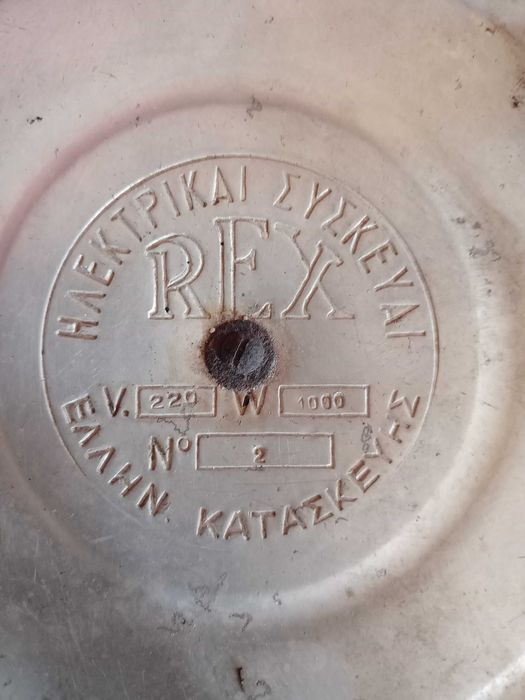 ΗΛΕΚΤΡΙΚΑΙ ΣΥΣΚΕΥΑΙ
REX
V. 220 W 1000
Nº 2
ΕΛΛΗΝ. ΚΑΤΑΣΚΕΥΗΣ